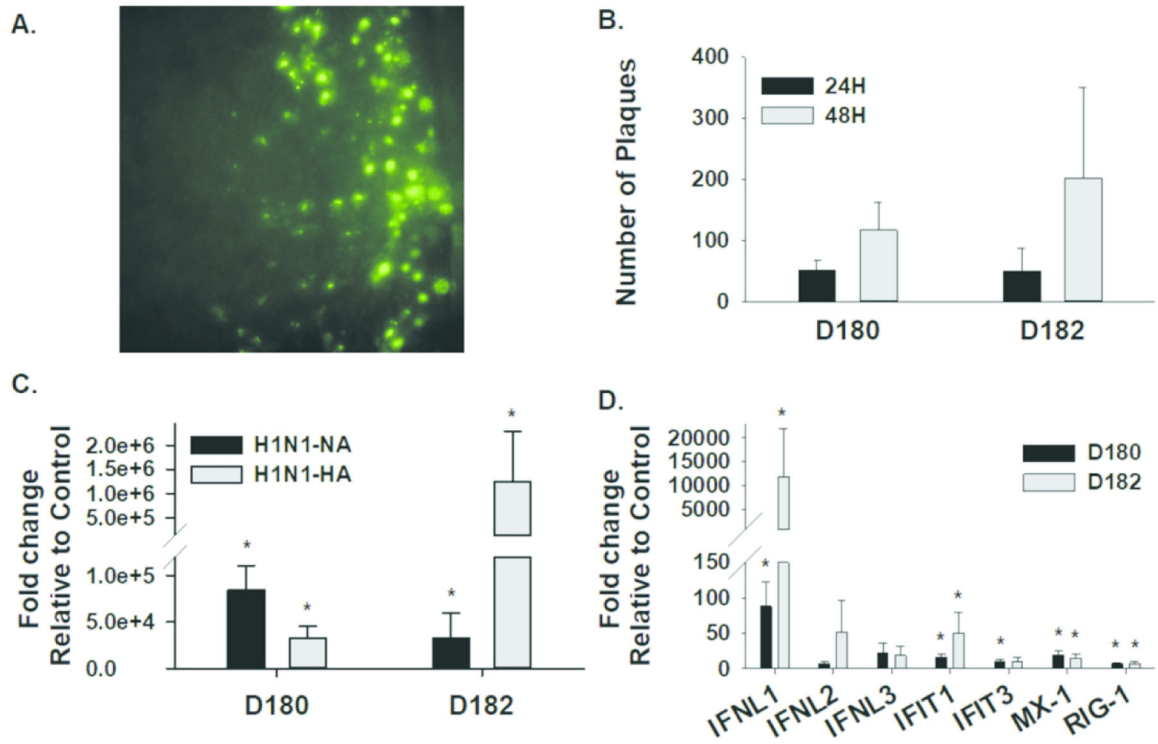 A.
B.
Number of Plaques
400
300
200
100
0
24H
48H
D180
D182
C.
Fold change
Relative to Control
2.0e+6
1.5e+6
1.0e+6
5.0e+5
1.0e+5
5.0e+4
0.0
H1N1-NA
H1N1-HA
*
*
*
*
D180
D182
D.
Fold change
Relative to Control
20000
15000
10000
5000
150
100
50
0
D180
D182
*
*
*
*
*
*
*
*
*
IFNL1
IFNL2
IFNL3
IFIT1
IFIT3
MX-1
RIG-1